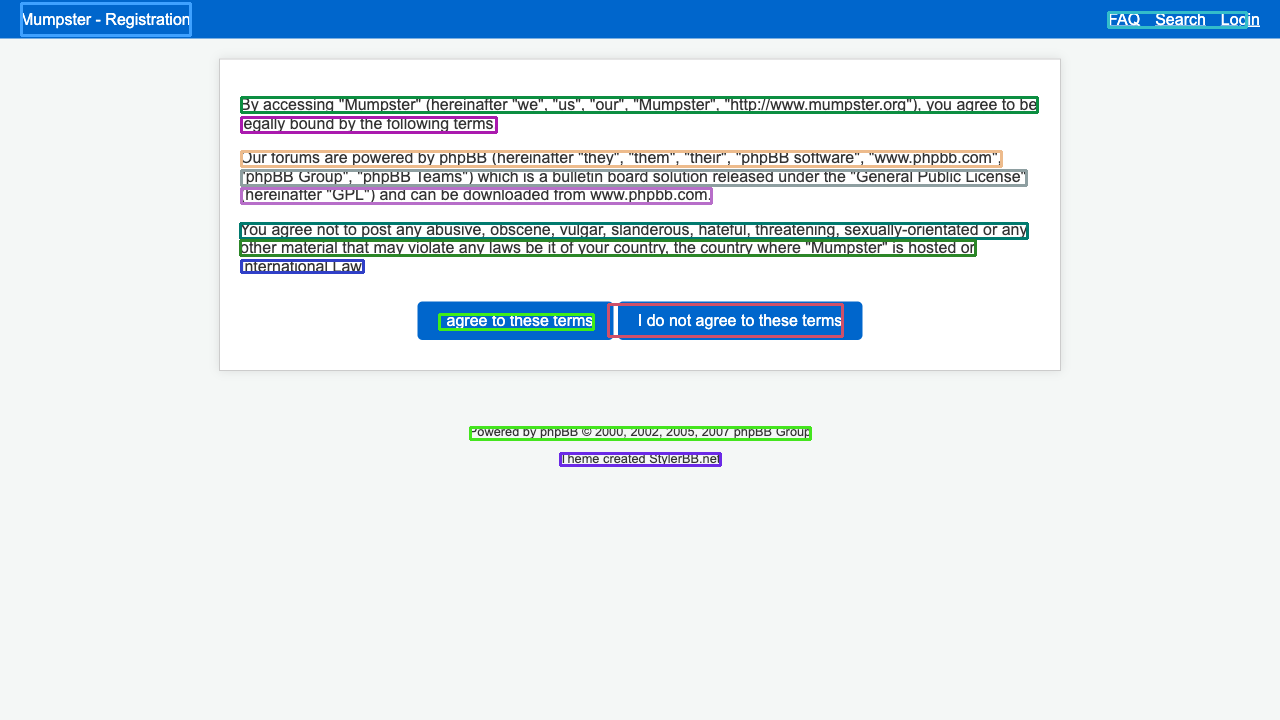 Mumpster - Registration
FAQ Search Login
By accessing "Mumpster" (hereinafter "we", "us", "our", "Mumpster", "http://www.mumpster.org"), you agree to be
legally bound by the following terms.
Our forums are powered by phpBB (hereinafter "they", "them", "their", "phpBB software", "www.phpbb.com",
"phpBB Group", "phpBB Teams") which is a bulletin board solution released under the "General Public License"
(hereinafter "GPL") and can be downloaded from www.phpbb.com.
You agree not to post any abusive, obscene, vulgar, slanderous, hateful, threatening, sexually-orientated or any
other material that may violate any laws be it of your country, the country where "Mumpster" is hosted or
International Law.
I agree to these terms
I do not agree to these terms
Powered by phpBB © 2000, 2002, 2005, 2007 phpBB Group
Theme created StylerBB.net